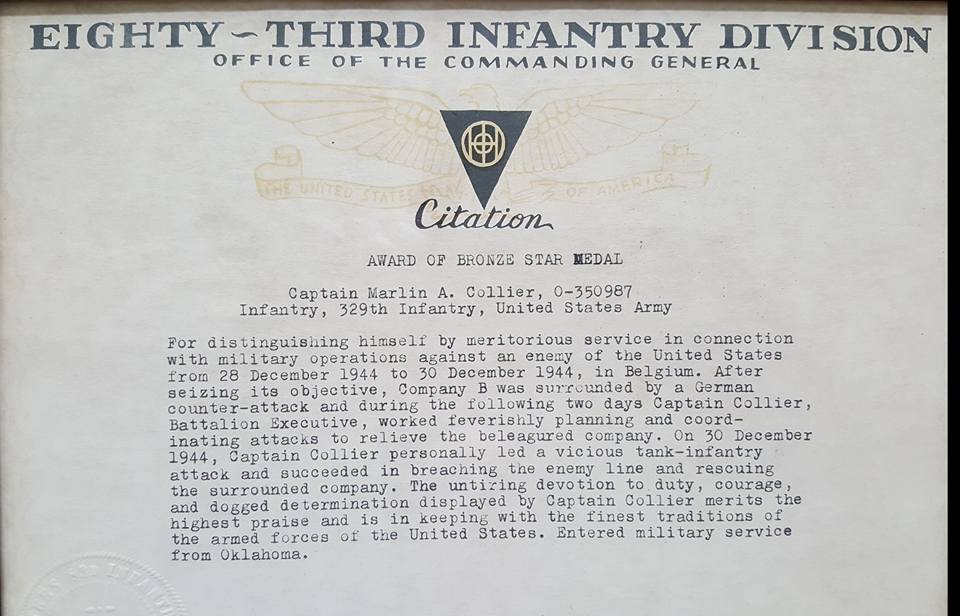 EIGHTY-THIRD INFANTRY DIVISION
OFFICE OF THE COMMANDING GENERAL
THE UNITED STATES OF AMERICA
Citation
AWARD OF BRONZE STAR MEDAL
Captain Marlin A. Collier, O-350987
Infantry, 329th Infantry, United States Army
For distinguishing himself by meritorious service in connection
with military operations against an enemy of the United States
from 28 December 1944 to 30 December 1944, in Belgium. After
seizing its objective, Company B was surrounded by a German
counter-attack and during the following two days Captain Collier,
Battalion Executive, worked feverishly planning and coord-
inating attacks to relieve the beleagured company. On 30 December
1944, Captain Collier personally led a vicious tank-infantry
attack and succeeded in breaching the enemy line and rescuing
the surrounded company. The untiring devotion to duty, courage,
and dogged determination displayed by Captain Collier merits the
highest praise and is in keeping with the finest traditions of
the armed forces of the United States. Entered military service
from Oklahoma.